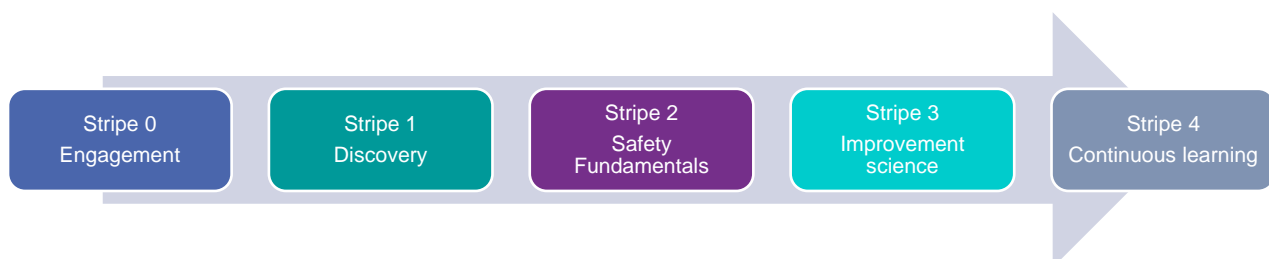 Stripe 0
Engagement
Stripe 1
Discovery
Stripe 2
Safety
Fundamentals
Stripe 3
Improvement
science
Stripe 4
Continuous learning